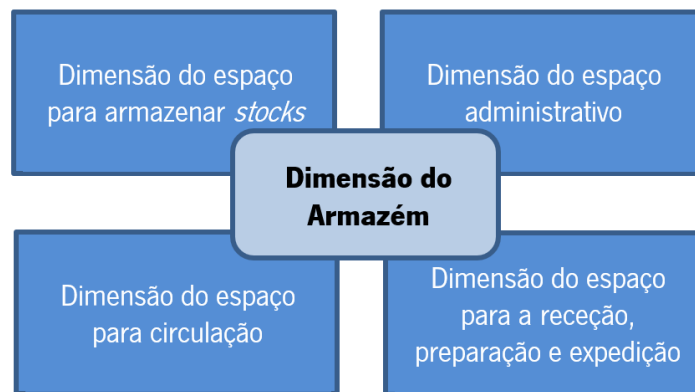 Dimensão do espaço
para armazenar stocks
Dimensão do espaço
administrativo
Dimensão do
Armazém
Dimensão do espaço
para circulação
Dimensão do espaço
para a receção,
preparação e expedição